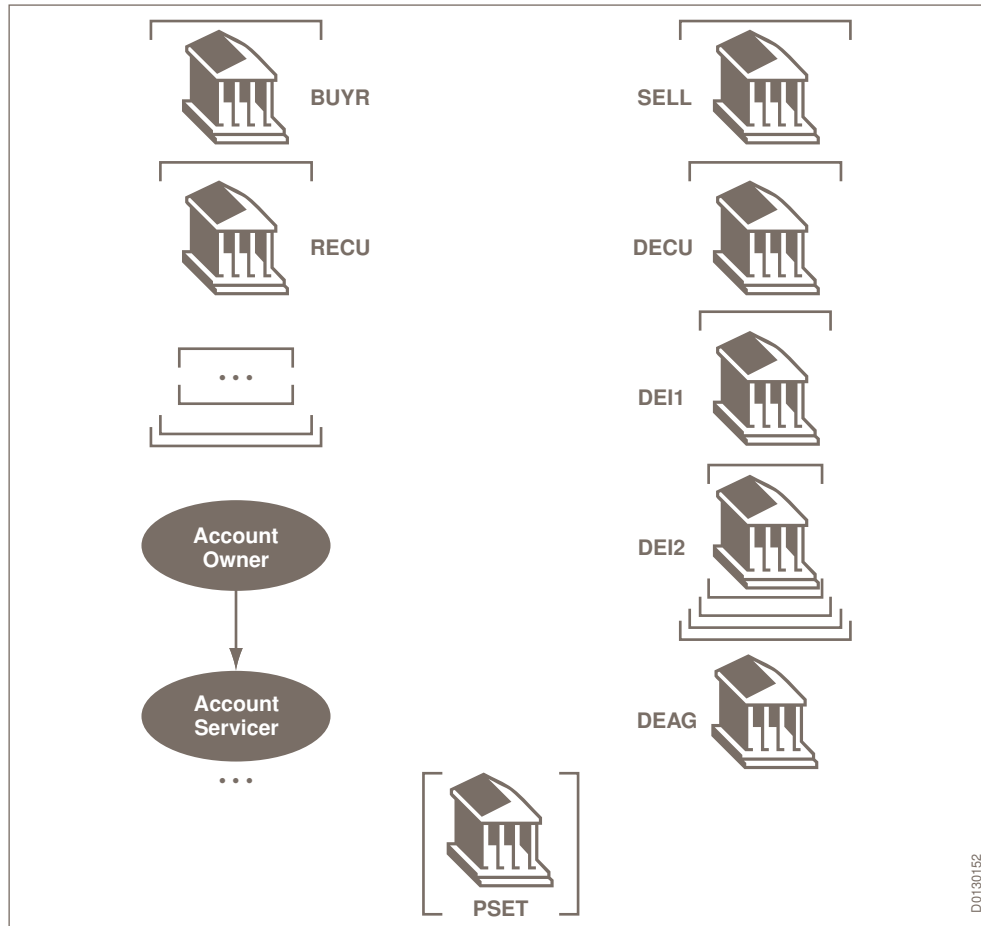 BUYR
SELL
RECU
DECU
• • •
DEI1
Account
Owner
DEI2
Account
Servicer
DEAG
• • •
PSET
D0130152